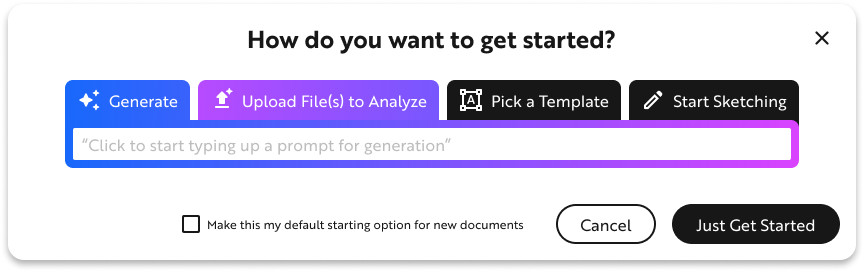 How do you want to get started?
Generate
Upload File(s) to Analyze
A
Pick a Template
Start Sketching
“Click to start typing up a prompt for generation”
Make this my default starting option for new documents
Cancel
Just Get Started